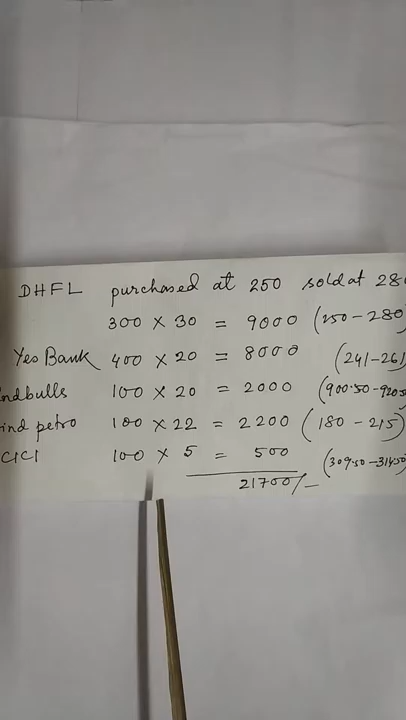 DHFL purchased at 250 sold at 28
300 × 30 = 9000 (250-280)
Yes Bank 400 × 20 = 8000 (241-261
ndbulls 100 × 20 = 2000 (900.50-920.5
ind petro 100 × 22 = 2200 (180-215)
CICI 100 × 5 = 500 (309.50-314.50
21700/-